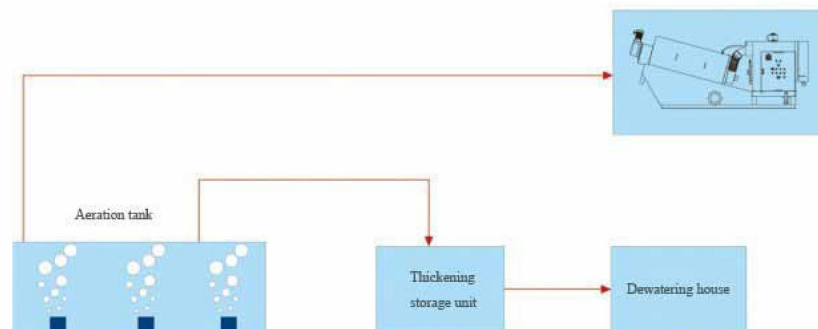 Aeration tank
Thickening
storage unit
Dewatering house